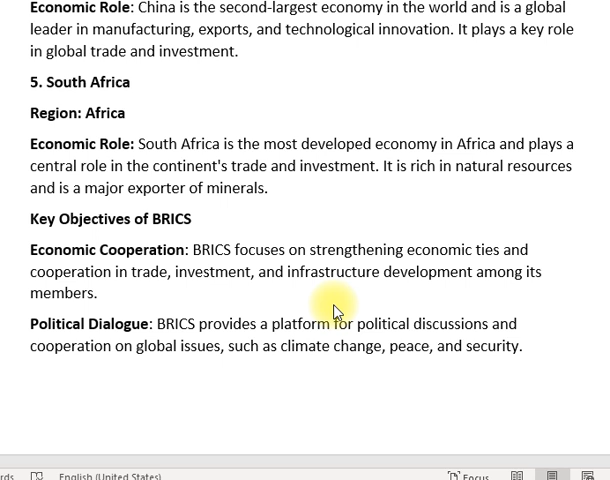 Economic Role: China is the second-largest economy in the world and is a global
leader in manufacturing, exports, and technological innovation. It plays a key role
in global trade and investment.
5. South Africa
Region: Africa
Economic Role: South Africa is the most developed economy in Africa and plays a
central role in the continent's trade and investment. It is rich in natural resources
and is a major exporter of minerals.
Key Objectives of BRICS
Economic Cooperation: BRICS focuses on strengthening economic ties and
cooperation in trade, investment, and infrastructure development among its
members.
Political Dialogue: BRICS provides a platform for political discussions and
cooperation on global issues, such as climate change, peace, and security.
rds English (United States) Focus